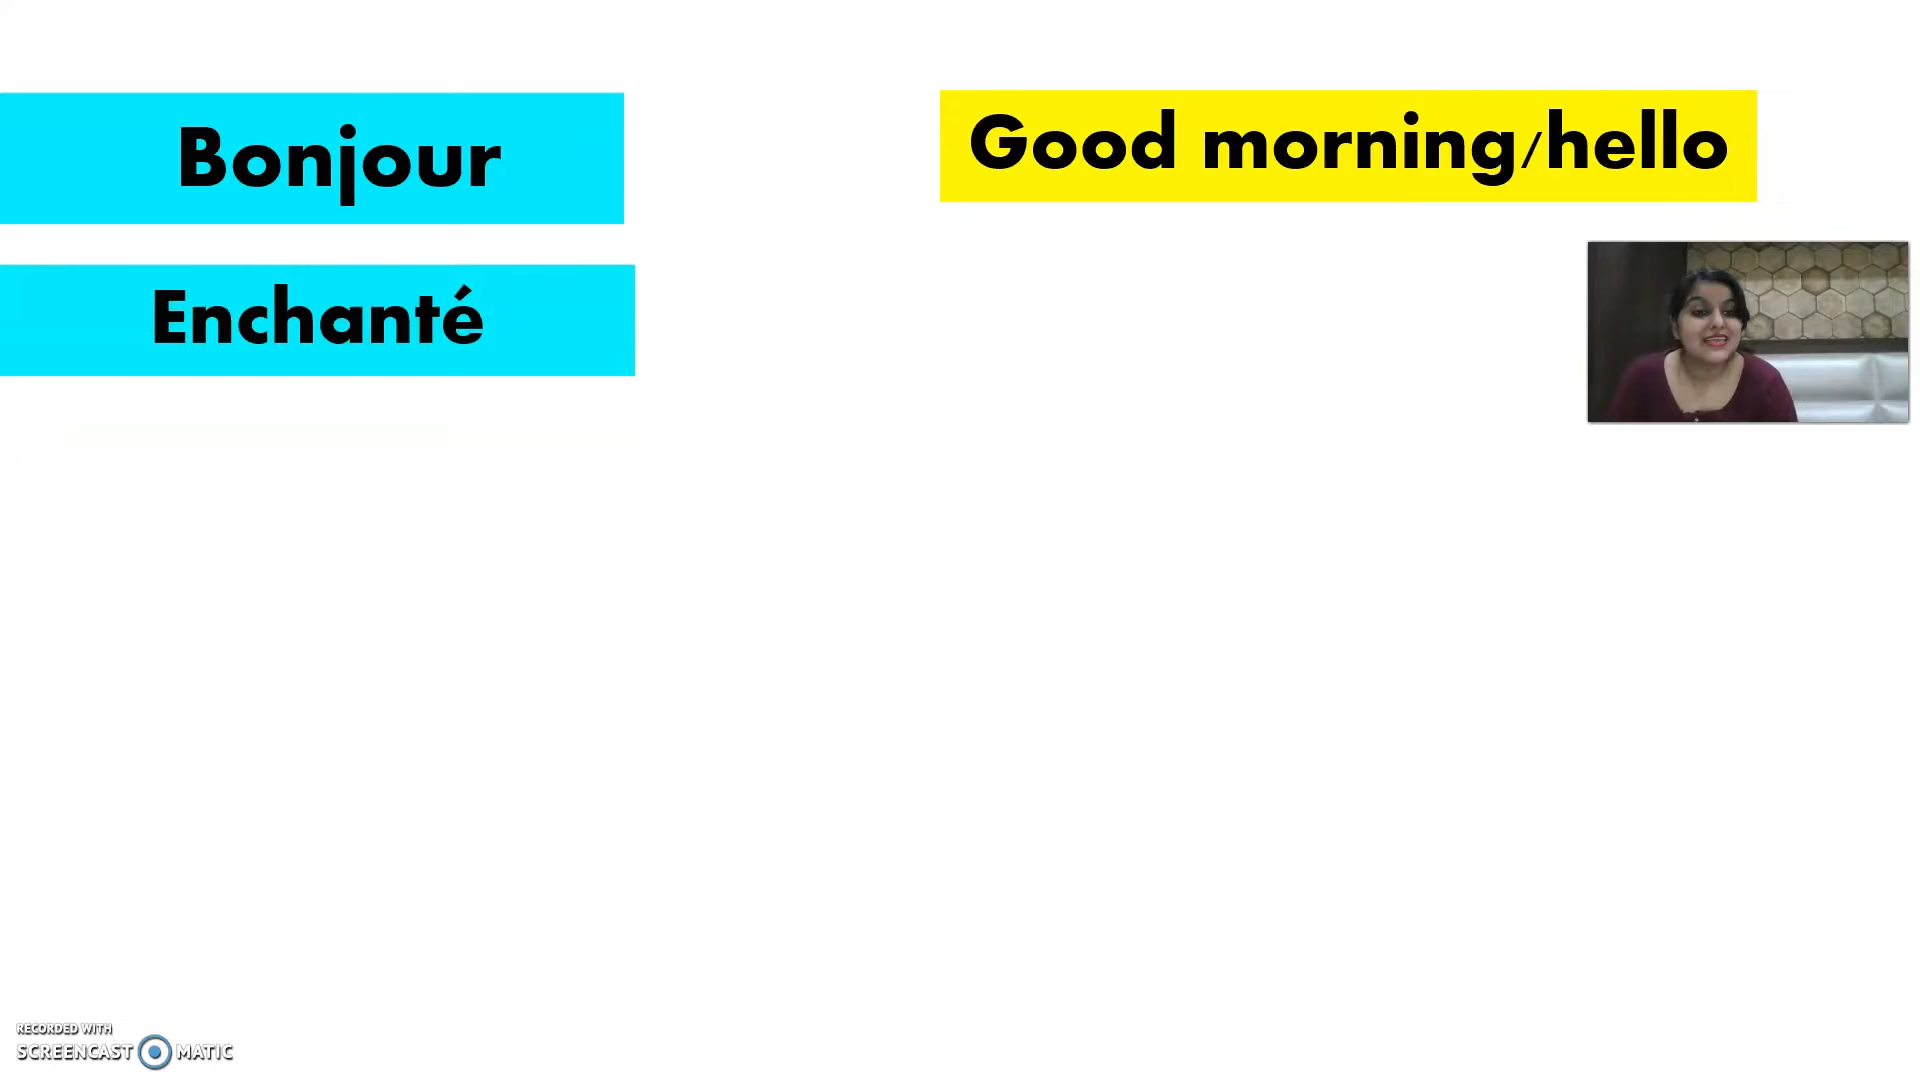 Bonjour
Good morning/hello
Enchanté
RECORDED WITH
SCREENCAST MATIC